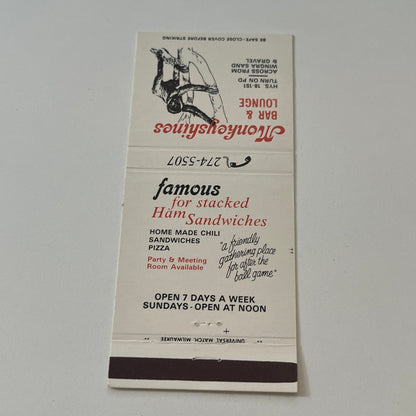 BE SAFE-CLOSE COVER BEFORE STRIKING
Monkeyshines
BAR &
LOUNGE
HYS. 18-151
TURN ON PD
ACROSS FROM
WINGRA SAND
& GRAVEL
274-5507
famous
for stacked
Ham Sandwiches
HOME MADE CHILI
SANDWICHES
PIZZA
Party & Meeting
Room Available
"a friendly
gathering place
for after the
ball game"
OPEN 7 DAYS A WEEK
SUNDAYS-OPEN AT NOON
UNIVERSAL MATCH, MILWAUKEE